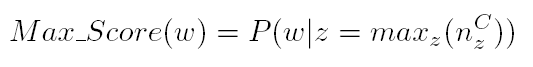 Max_Score(w) = P(w|z = max_z(n_z^C))